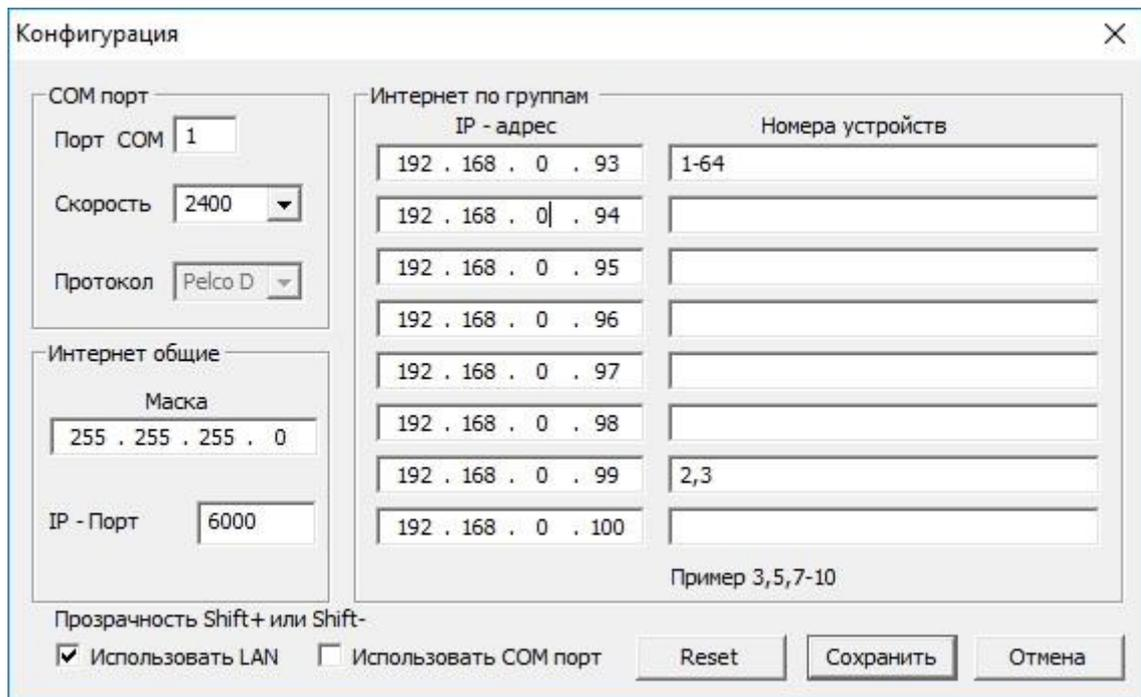 Конфигурация
COM порт
Порт COM 1
Скорость 2400
Протокол Pelco D
Интернет общие
Маска
255 . 255 . 255 . 0
IP - Порт 6000
Интернет по группам
IP - адрес Номера устройств
192 . 168 . 0 . 93 1-64
192 . 168 . 0 . 94
192 . 168 . 0 . 95
192 . 168 . 0 . 96
192 . 168 . 0 . 97
192 . 168 . 0 . 98
192 . 168 . 0 . 99 2,3
192 . 168 . 0 . 100
Пример 3,5,7-10
Прозрачность Shift+ или Shift-
Использовать LAN Использовать COM порт Reset Сохранить Отмена